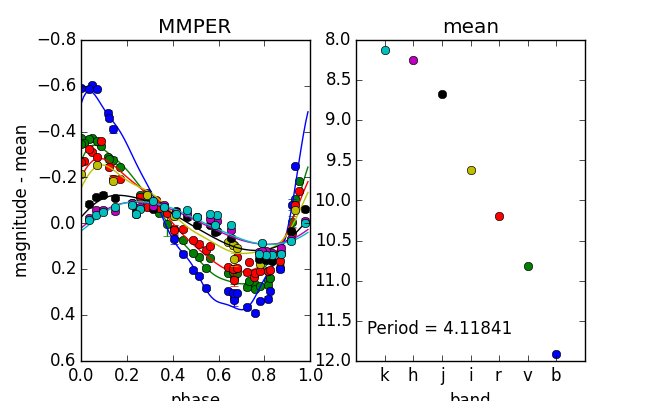 MMPER
mean
magnitude - mean
−0.8
−0.6
−0.4
−0.2
0.0
0.2
0.4
0.6
0.0 0.2 0.4 0.6 0.8 1.0
phase
8.0
8.5
9.0
9.5
10.0
10.5
11.0
11.5
12.0
Period = 4.11841
k h j i r v b
band